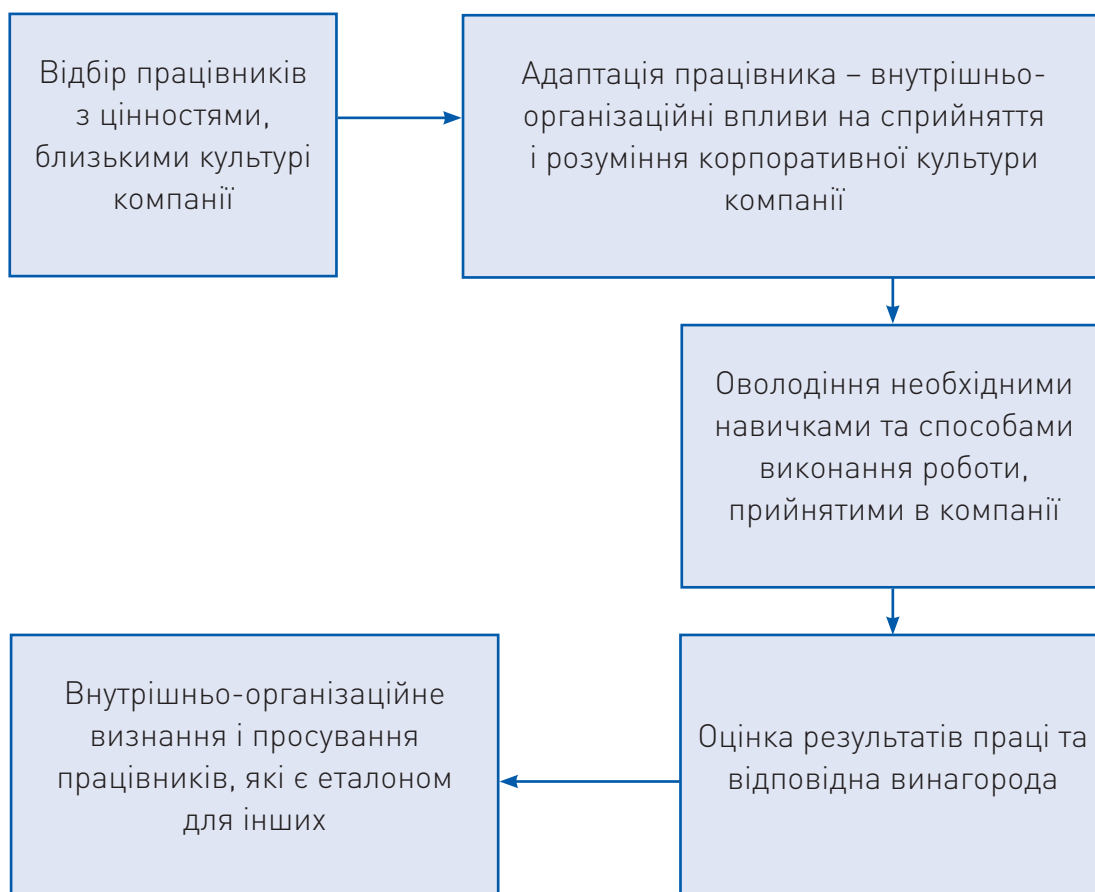 Відбір працівників
з цінностями,
близькими культурі
компанії
Адаптація працівника – внутрішньо-
організаційні впливи на сприйняття
і розуміння корпоративної культури
компанії
Оволодіння необхідними
навичками та способами
виконання роботи,
прийнятими в компанії
Оцінка результатів праці та
відповідна винагорода
Внутрішньо-організаційне
визнання і просування
працівників, які є еталоном
для інших